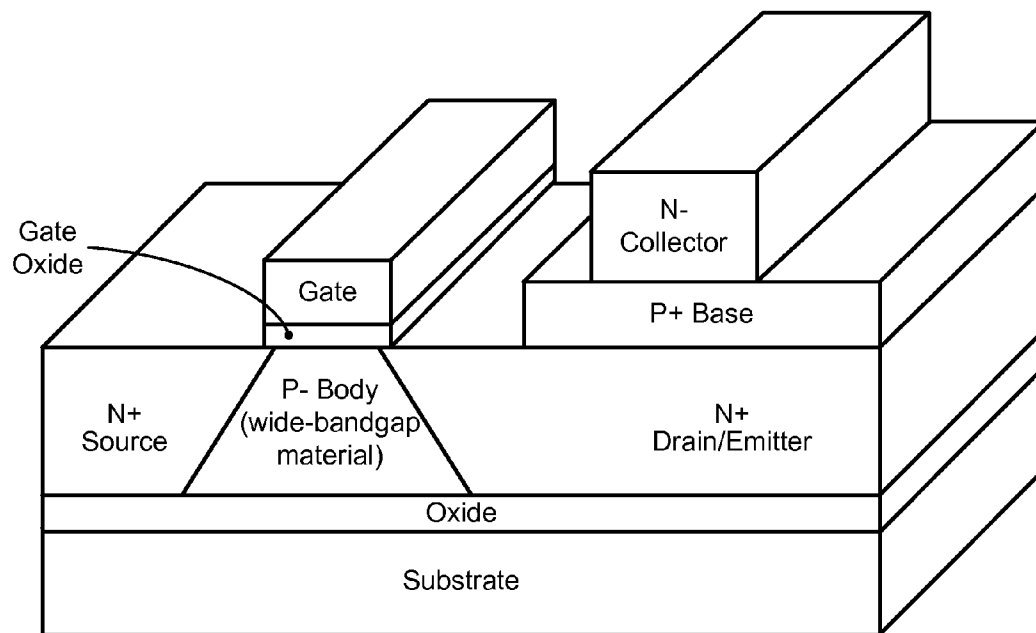 N-
Collector
Gate
Oxide
Gate
P+ Base
P- Body
(wide-bandgap
material)
N+
Source
N+
Drain/Emitter
Oxide
Substrate